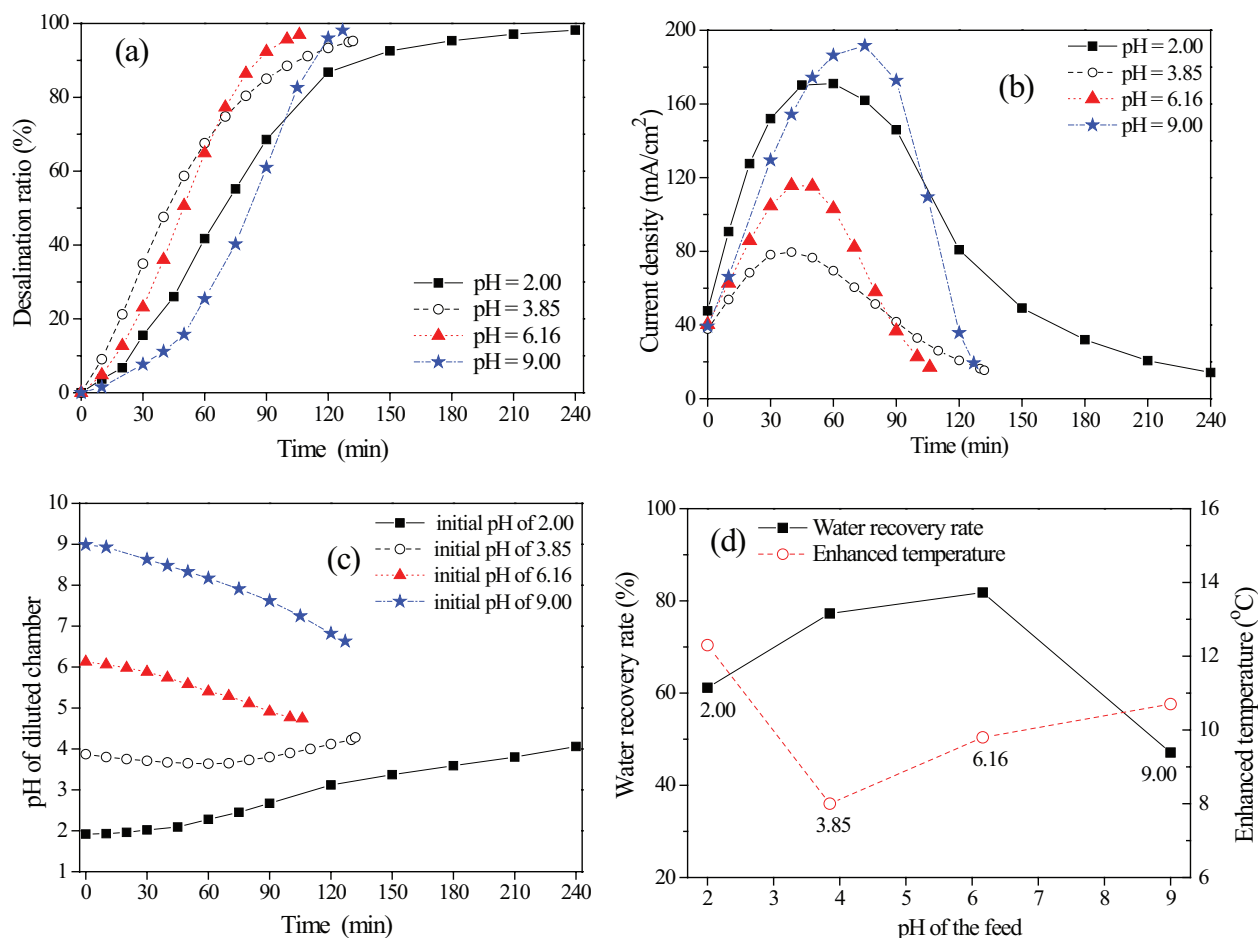 (a)
100
80
60
40
20
0
Desalination ratio (%)
pH = 2.00
pH = 3.85
pH = 6.16
pH = 9.00
0 30 60 90 120 150 180 210 240
Time (min)
(b)
200
160
120
80
40
0
Current density (mA/cm²)
pH = 2.00
pH = 3.85
pH = 6.16
pH = 9.00
0 30 60 90 120 150 180 210 240
Time (min)
(c)
10
9
8
7
6
5
4
3
2
1
pH of diluted chamber
initial pH of 2.00
initial pH of 3.85
initial pH of 6.16
initial pH of 9.00
0 30 60 90 120 150 180 210 240
Time (min)
(d)
100
80
60
40
20
Water recovery rate (%)
Water recovery rate
Enhanced temperature
2.00
3.85
6.16
9.00
16
14
12
10
8
6
Enhanced temperature (°C)
2 3 4 5 6 7 8 9
pH of the feed